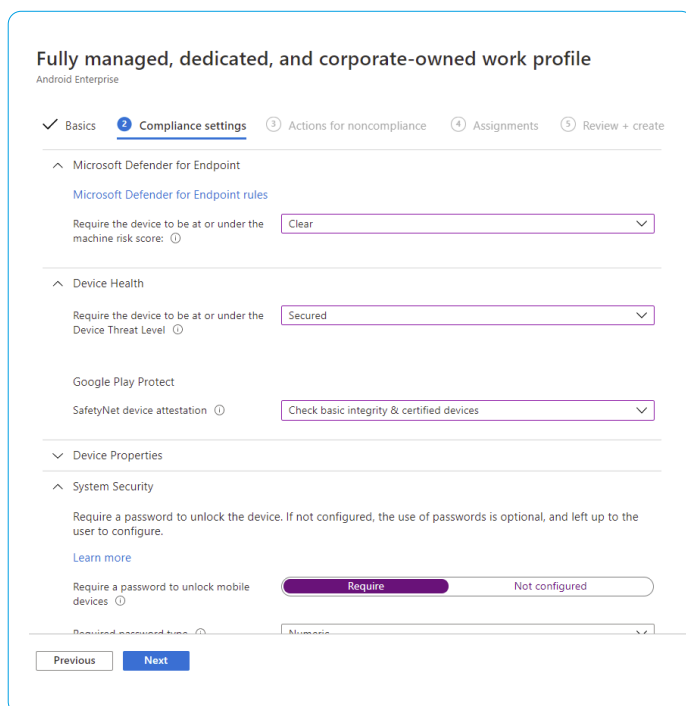 Fully managed, dedicated, and corporate-owned work profile
Android Enterprise
Basics 2 Compliance settings 3 Actions for noncompliance 4 Assignments 5 Review + create
Microsoft Defender for Endpoint
Microsoft Defender for Endpoint rules
Require the device to be at or under the
machine risk score:
Clear
Device Health
Require the device to be at or under the
Device Threat Level
Secured
Google Play Protect
SafetyNet device attestation
Check basic integrity & certified devices
Device Properties
System Security
Require a password to unlock the device. If not configured, the use of passwords is optional, and left up to the
user to configure.
Learn more
Require a password to unlock mobile
devices
Require Not configured
Required password type Numeric
Previous Next